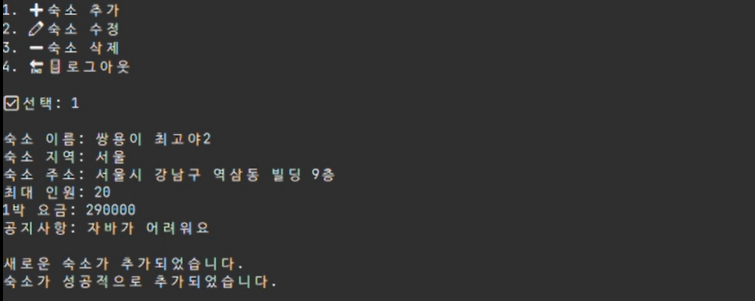 1. ➕숙소 추가
2. 🖊숙소 수정
3. ➖숙소 삭제
4. 🔚🚪로그아웃
☑선택: 1
숙소 이름: 쌍용이 최고야2
숙소 지역: 서울
숙소 주소: 서울시 강남구 역삼동 빌딩 9층
최대 인원: 20
1박 요금: 290000
공지사항: 자바가 어려워요
새로운 숙소가 추가되었습니다.
숙소가 성공적으로 추가되었습니다.